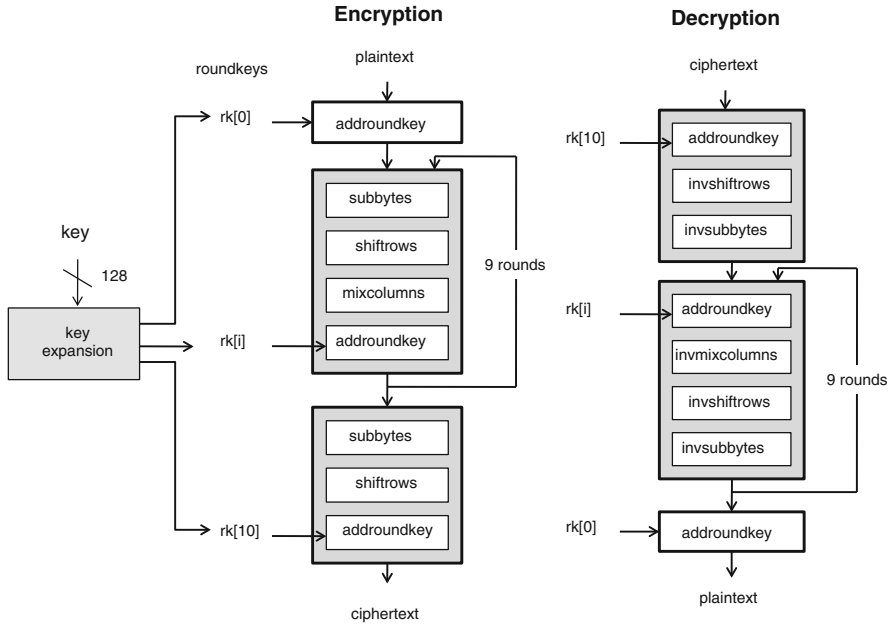 Encryption
plaintext
roundkeys
rk[0]
addroundkey
subbytes
shiftrows
mixcolumns
9 rounds
key
128
key
expansion
rk[i]
addroundkey
subbytes
shiftrows
rk[10]
addroundkey
ciphertext
Decryption
ciphertext
rk[10]
addroundkey
invshiftrows
invsubbytes
rk[i]
addroundkey
invmixcolumns
9 rounds
invshiftrows
invsubbytes
rk[0]
addroundkey
plaintext